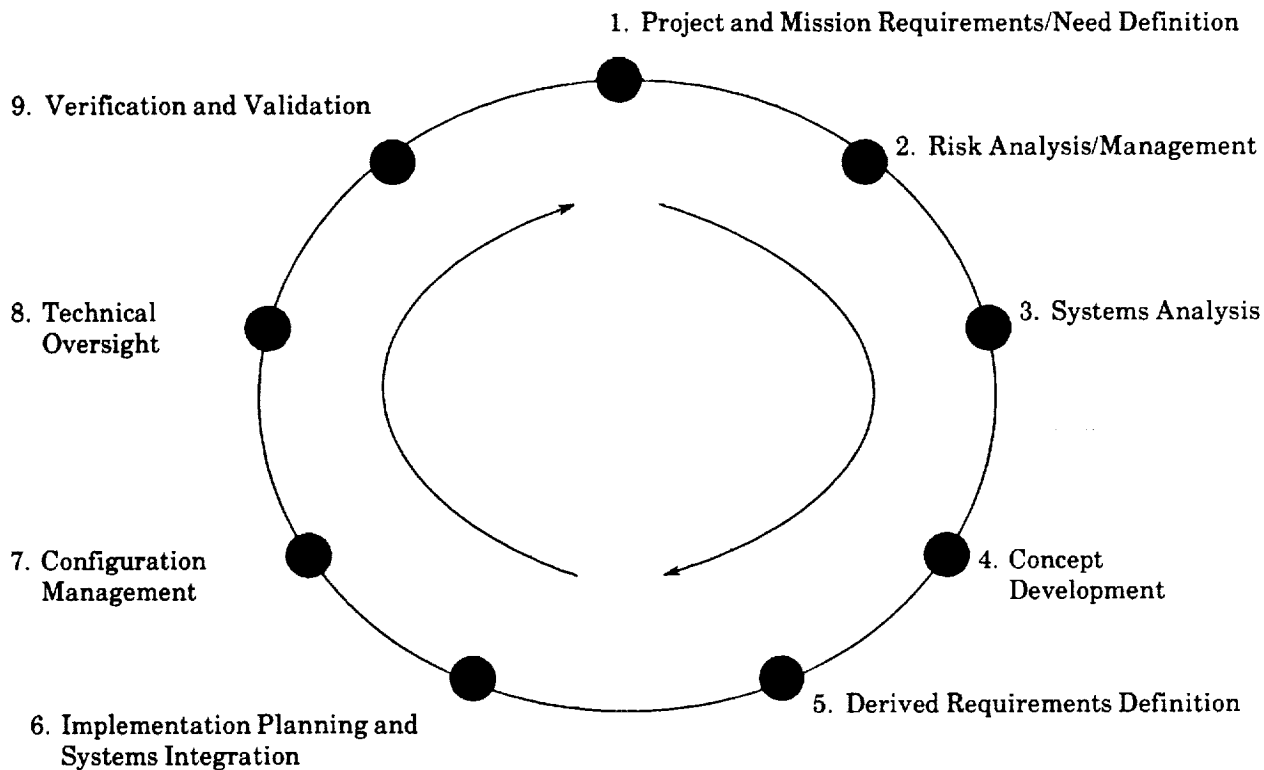 1. Project and Mission Requirements/Need Definition
2. Risk Analysis/Management
3. Systems Analysis
4. Concept
Development
5. Derived Requirements Definition
6. Implementation Planning and
Systems Integration
7. Configuration
Management
8. Technical
Oversight
9. Verification and Validation